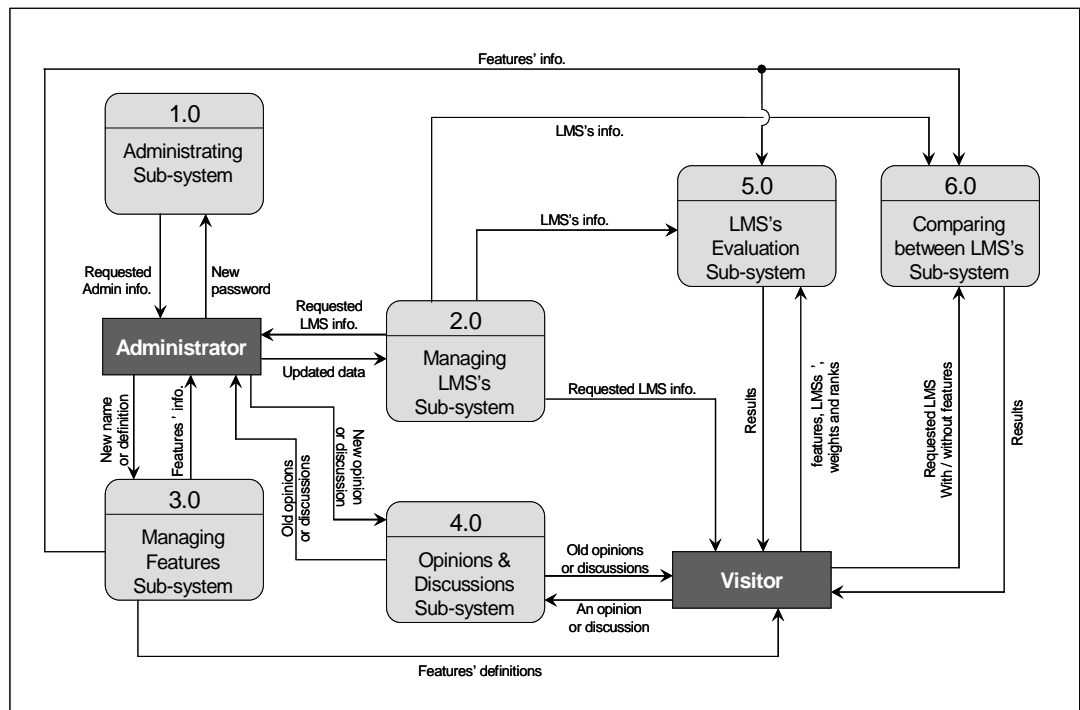 Features' info.
1.0
Administrating
Sub-system
LMS's info.
5.0
LMS's
Evaluation
Sub-system
6.0
Comparing
between LMS's
Sub-system
LMS's info.
Requested
Admin info.
New
password
Requested
LMS info.
2.0
Managing
LMS's
Sub-system
Administrator
Updated data
Requested LMS info.
Results
features, LMSs ',
weights and ranks
Requested LMS
With / without features
Results
New name
or definition
Features ' info.
Old opinions
or discussions
New opinion
or discussion
3.0
Managing
Features
Sub-system
4.0
Opinions &
Discussions
Sub-system
Old opinions
or discussions
Visitor
An opinion
or discussion
Features' definitions